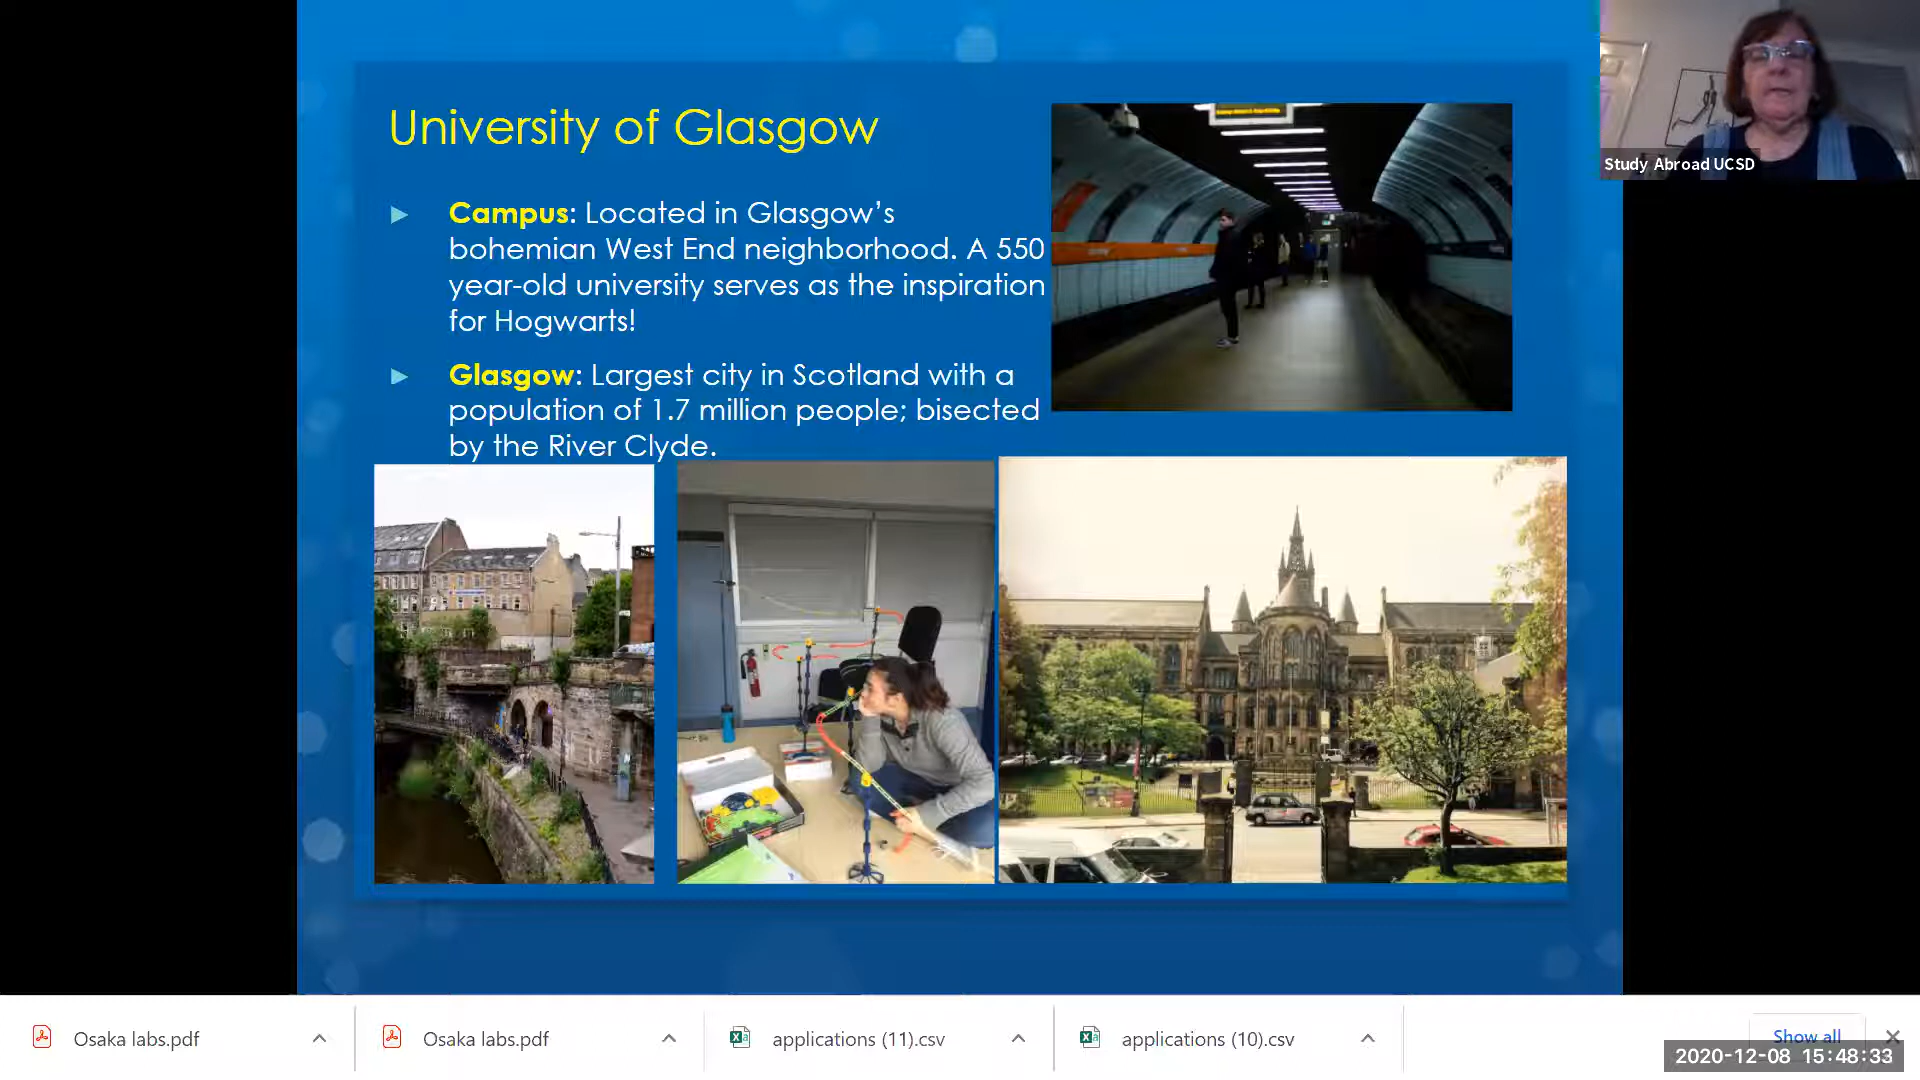 University of Glasgow
Campus: Located in Glasgow’s
bohemian West End neighborhood. A 550
year-old university serves as the inspiration
for Hogwarts!
Glasgow: Largest city in Scotland with a
population of 1.7 million people; bisected
by the River Clyde.
Study Abroad UCSD
Osaka labs.pdf
Osaka labs.pdf
applications (11).csv
applications (10).csv
Show all
2020-12-08 15:48:33